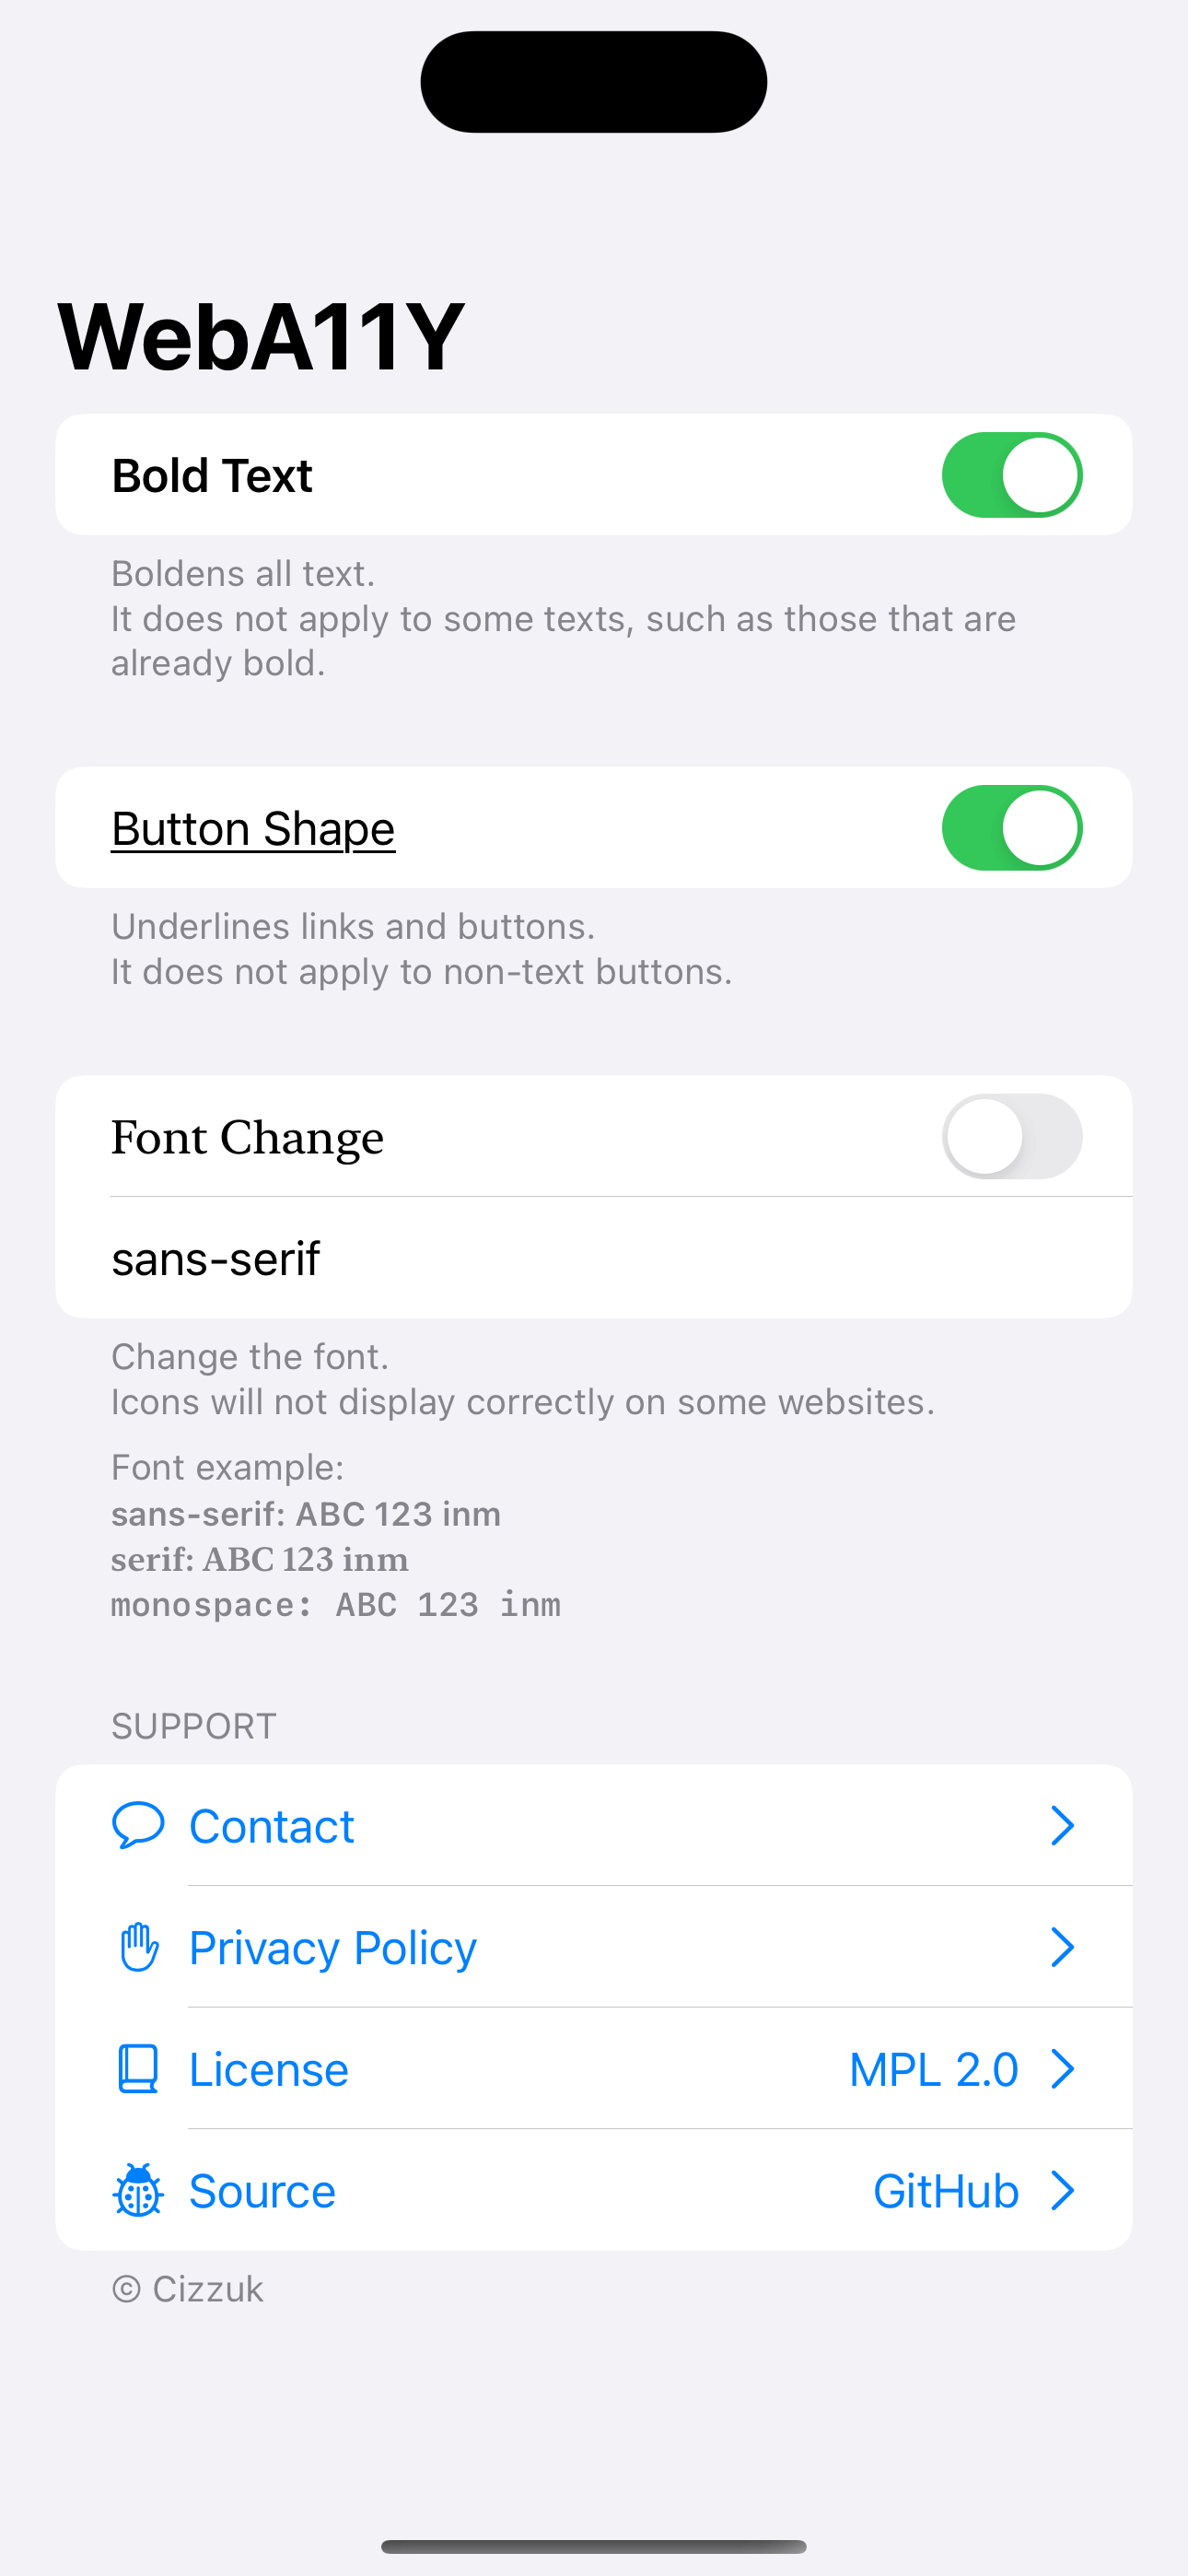 WebA11Y
Bold Text
Boldens all text.
It does not apply to some texts, such as those that are
already bold.
Button Shape
Underlines links and buttons.
It does not apply to non-text buttons.
Font Change
sans-serif
Change the font.
Icons will not display correctly on some websites.
Font example:
sans-serif: ABC 123 inm
serif: ABC 123 inm
monospace: ABC 123 inm
SUPPORT
Contact
Privacy Policy
License MPL 2.0
Source GitHub
© Cizzuk